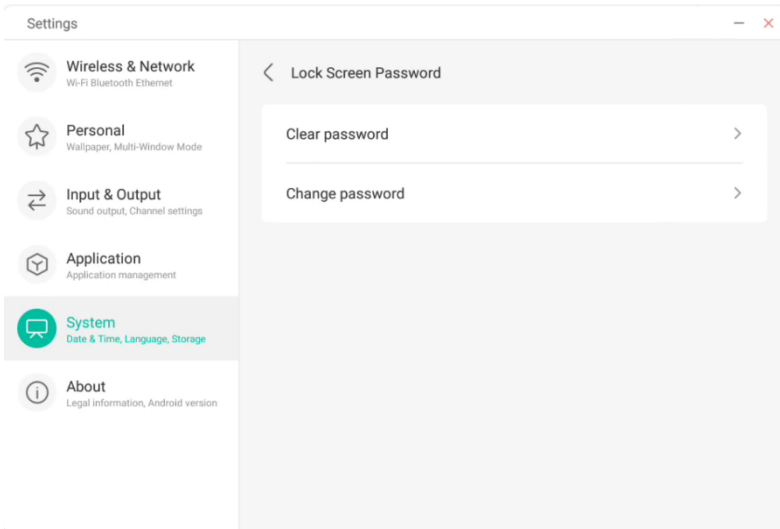 Settings
Wireless & Network
Wi-Fi Bluetooth Ethernet
Personal
Wallpaper, Multi-Window Mode
Input & Output
Sound output, Channel settings
Application
Application management
System
Date & Time, Language, Storage
About
Legal information, Android version
Lock Screen Password
Clear password
Change password